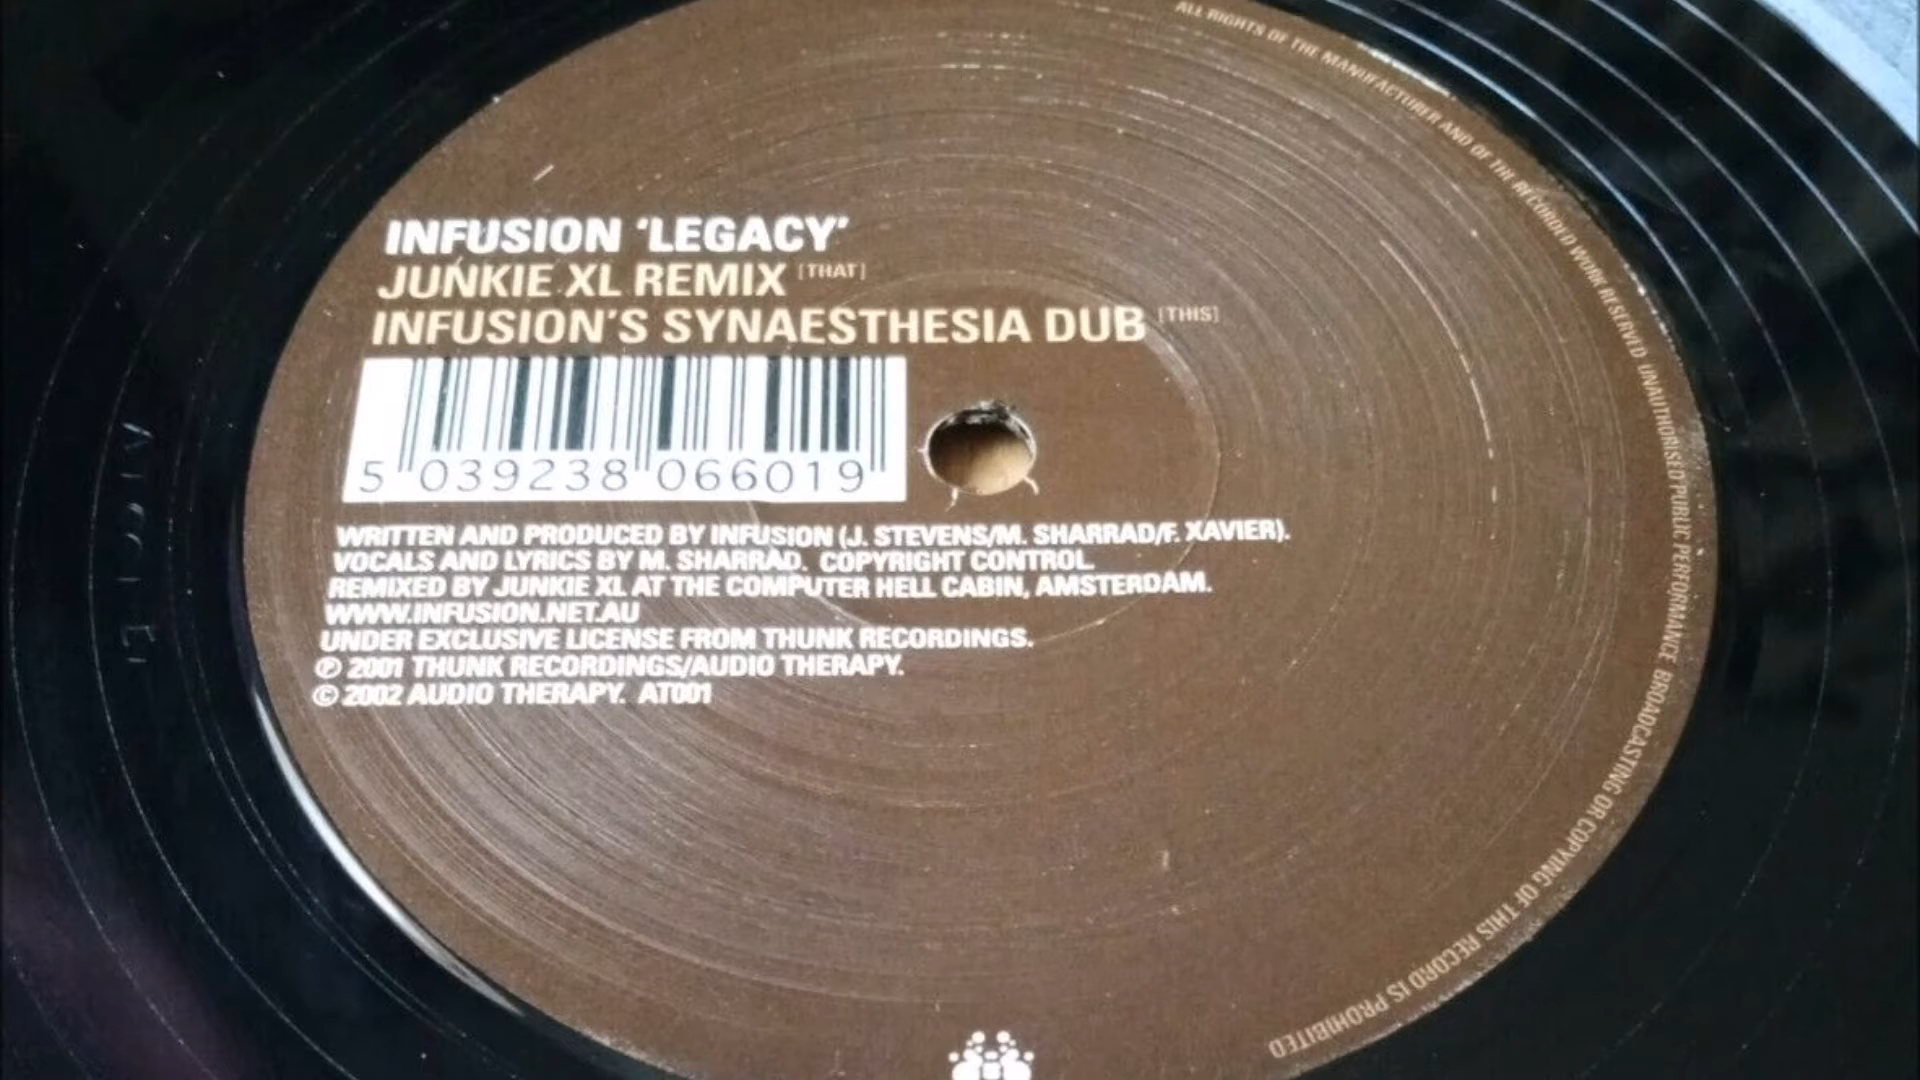 INFUSION ‘LEGACY’
JUNKIE XL REMIX [THAT]
INFUSION'S SYNAESTHESIA DUB [THIS]
5 039238 066019
WRITTEN AND PRODUCED BY INFUSION (J. STEVENS/M. SHARRAD/F. XAVIER).
VOCALS AND LYRICS BY M. SHARRAD. COPYRIGHT CONTROL.
REMIXED BY JUNKIE XL AT THE COMPUTER HELL CABIN, AMSTERDAM.
WWW.INFUSION.NET.AU
UNDER EXCLUSIVE LICENSE FROM THUNK RECORDINGS.
℗ 2001 THUNK RECORDINGS/AUDIO THERAPY.
© 2002 AUDIO THERAPY. AT001
ALL RIGHTS OF THE MANUFACTURER AND OF THE RECORDED WORK RESERVED UNAUTHORISED PUBLIC PERFORMANCE BROADCASTING OR COPYING OF THIS RECORD IS PROHIBITED